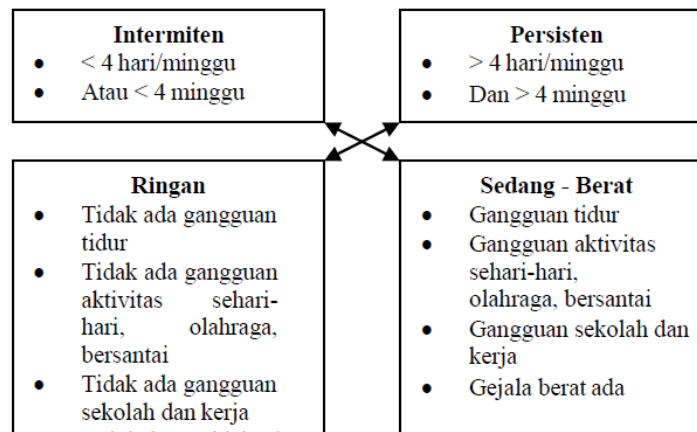 Intermiten
● < 4 hari/minggu
● Atau < 4 minggu
Persisten
● > 4 hari/minggu
● Dan > 4 minggu
Ringan
● Tidak ada gangguan
tidur
● Tidak ada gangguan
aktivitas sehari-
hari, olahraga,
bersantai
● Tidak ada gangguan
sekolah dan kerja
Sedang - Berat
● Gangguan tidur
● Gangguan aktivitas
sehari-hari,
olahraga, bersantai
● Gangguan sekolah dan
kerja
● Gejala berat ada